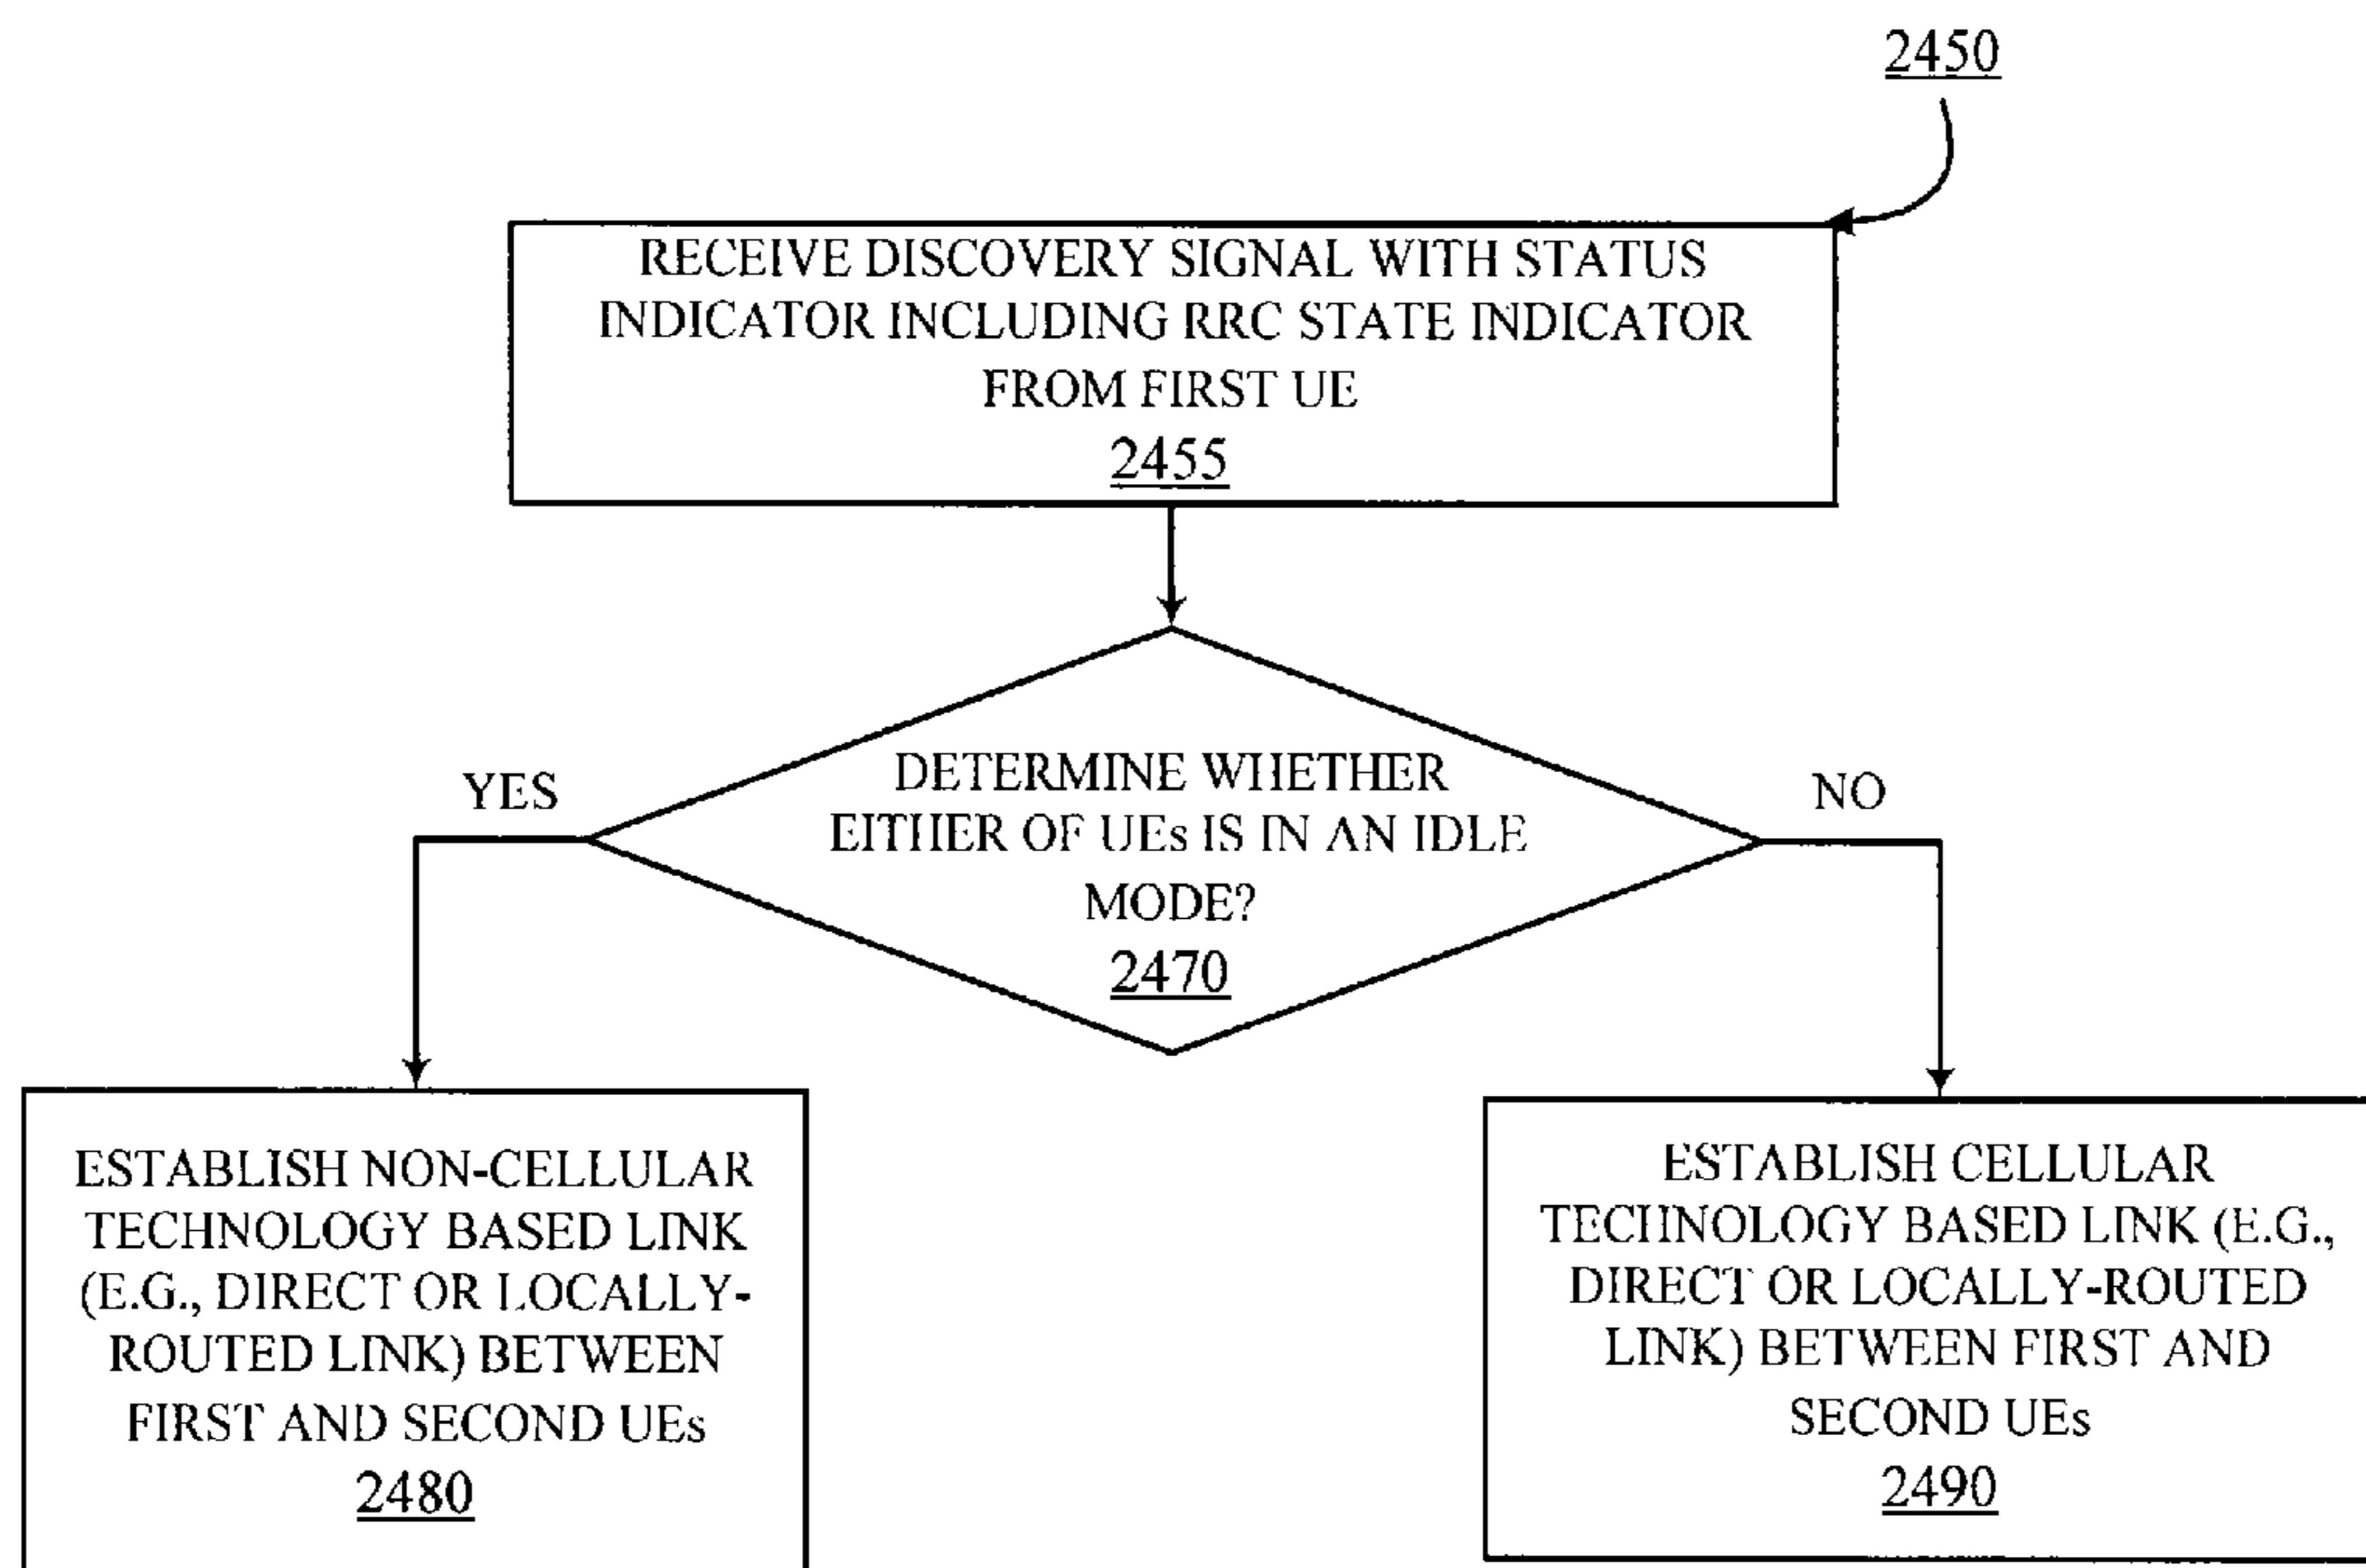 2450
RECEIVE DISCOVERY SIGNAL WITH STATUS
INDICATOR INCLUDING RRC STATE INDICATOR
FROM FIRST UE
2455
YES
NO
DETERMINE WHETHER
EITHER OF UEs IS IN AN IDLE
MODE?
2470
ESTABLISH NON-CELLULAR
TECHNOLOGY BASED LINK
(E.G., DIRECT OR LOCALLY-
ROUTED LINK) BETWEEN
FIRST AND SECOND UEs
2480
ESTABLISH CELLULAR
TECHNOLOGY BASED LINK (E.G.,
DIRECT OR LOCALLY-ROUTED
LINK) BETWEEN FIRST AND
SECOND UEs
2490